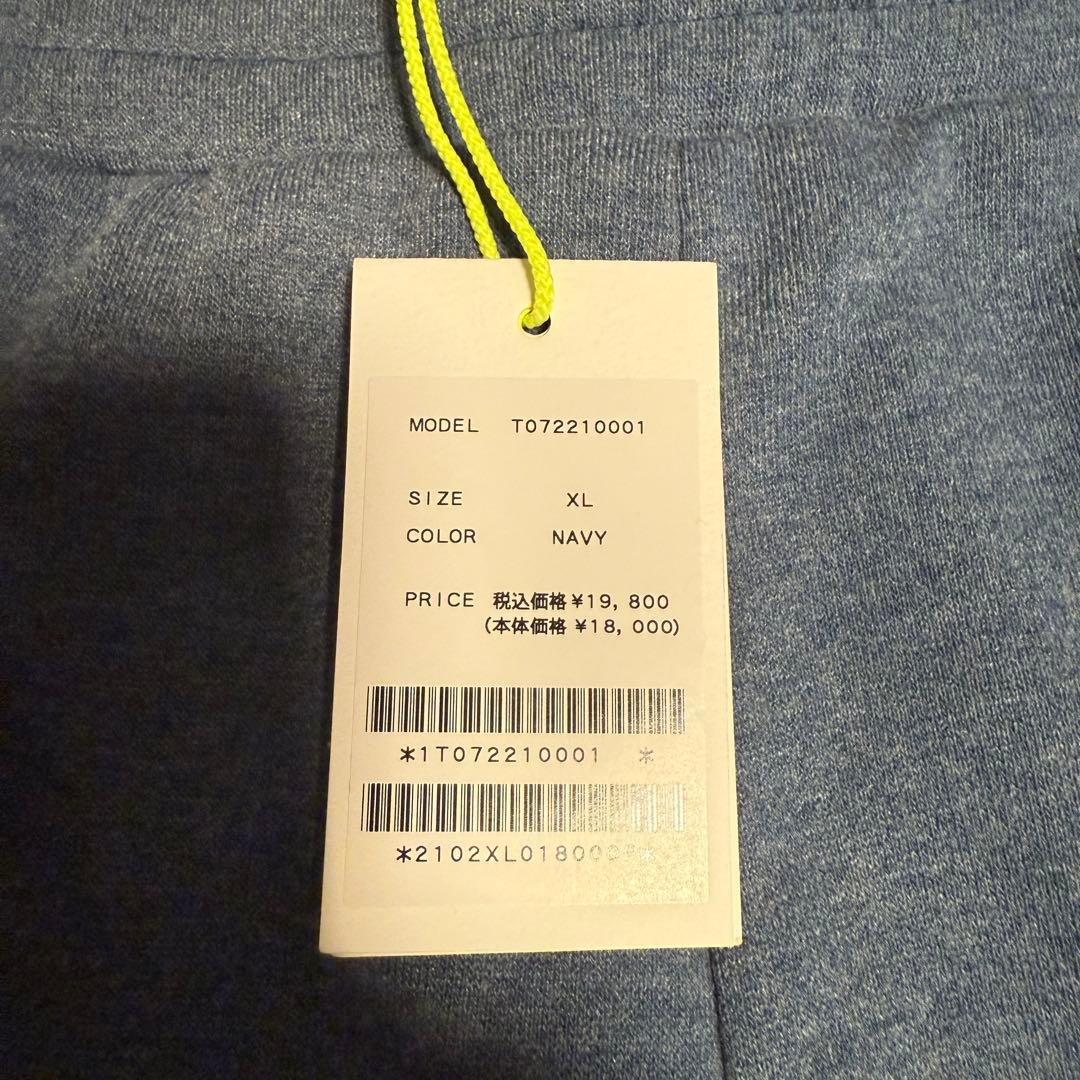 MODEL T072210001
SIZE XL
COLOR NAVY
PRICE 税込価格¥19,800
(本体価格 ¥18,000)
*1T072210001 *